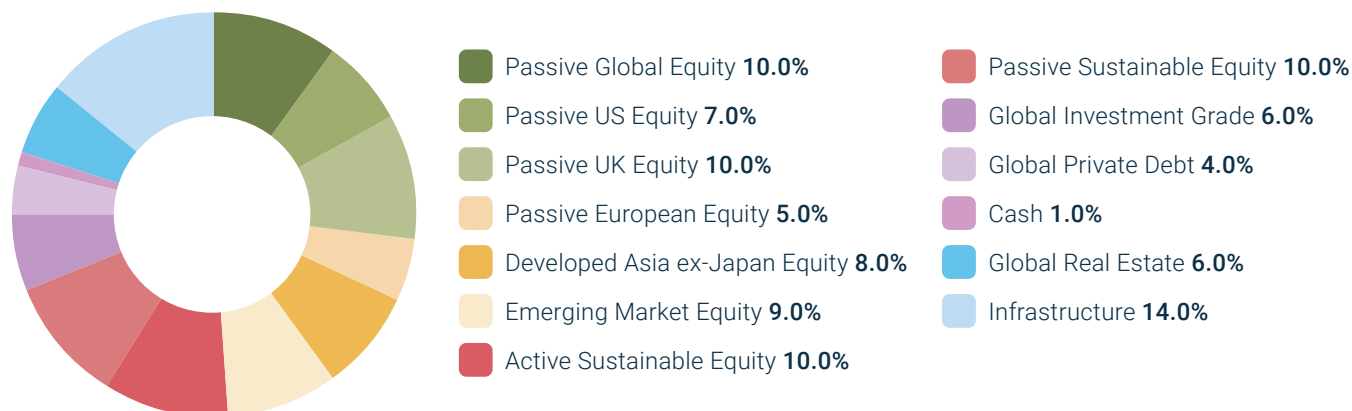 Passive Global Equity 10.0%
Passive US Equity 7.0%
Passive UK Equity 10.0%
Passive European Equity 5.0%
Developed Asia ex-Japan Equity 8.0%
Emerging Market Equity 9.0%
Active Sustainable Equity 10.0%
Passive Sustainable Equity 10.0%
Global Investment Grade 6.0%
Global Private Debt 4.0%
Cash 1.0%
Global Real Estate 6.0%
Infrastructure 14.0%